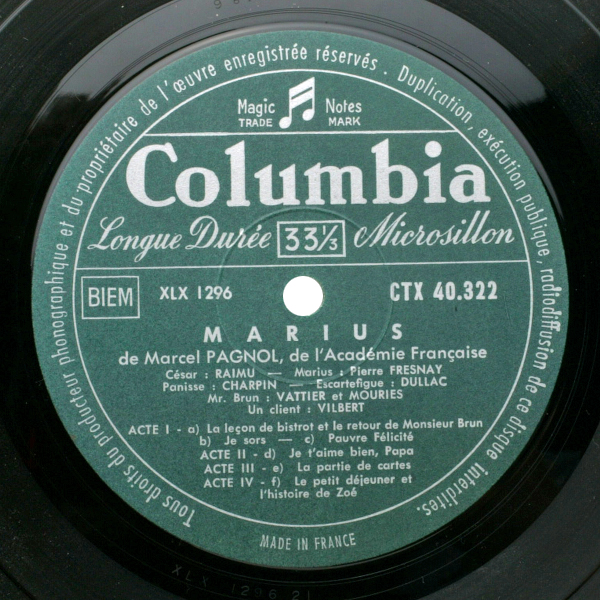 Tous droits du producteur phonographique et du propriétaire de l'œuvre enregistrée réservés. Duplication, exécution publique, radiodiffusion de ce disque interdites.
Magic Notes
TRADE MARK
Columbia
Longue Durée 33⅓ Microsillon
BIEM XLX 1296 CTX 40.322
MARIUS
de Marcel PAGNOL, de l'Académie Française
César : RAIMU — Marius : Pierre FRESNAY
Panisse : CHARPIN — Escartefigue : DULLAC
Mr. Brun : VATTIER et MOURIES
Un client : VILBERT
ACTE I - a) La leçon de bistrot et le retour de Monsieur Brun
b) Je sors — c) Pauvre Félicité
ACTE II - d) Je t'aime bien, Papa
ACTE III - e) La partie de cartes
ACTE IV - f) Le petit déjeuner et
l'histoire de Zoé
MADE IN FRANCE
XLX 1296 21